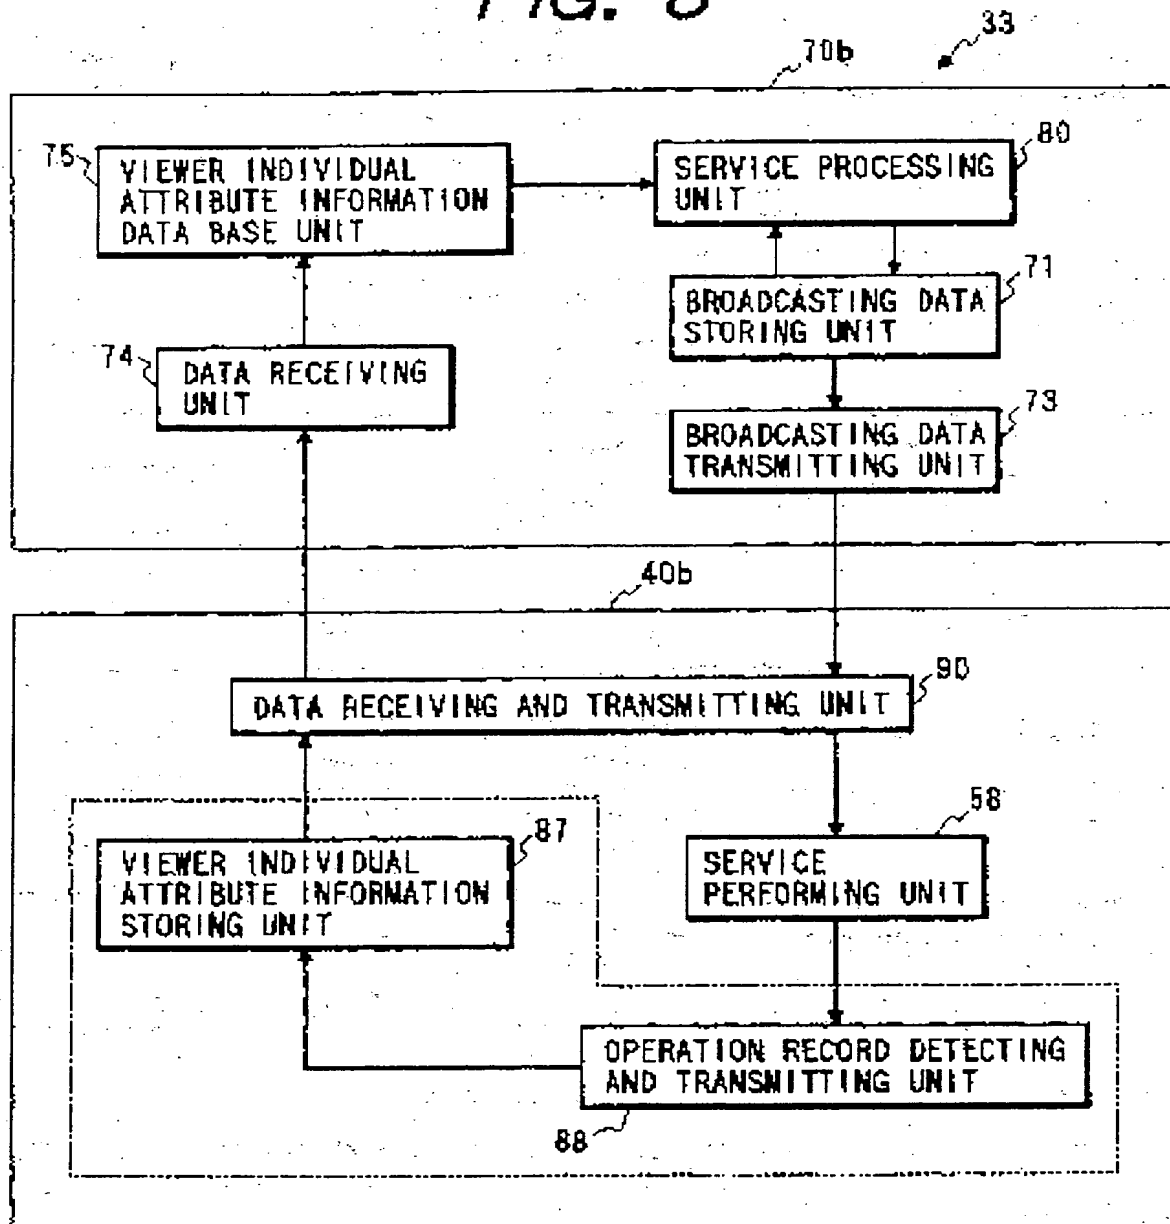 FIG. 8
33
70b
75
VIEWER INDIVIDUAL
ATTRIBUTE INFORMATION
DATA BASE UNIT
80
SERVICE PROCESSING
UNIT
71
BROADCASTING DATA
STORING UNIT
74
DATA RECEIVING
UNIT
73
BROADCASTING DATA
TRANSMITTING UNIT
40b
90
DATA RECEIVING AND TRANSMITTING UNIT
87
VIEWER INDIVIDUAL
ATTRIBUTE INFORMATION
STORING UNIT
58
SERVICE
PERFORMING UNIT
OPERATION RECORD DETECTING
AND TRANSMITTING UNIT
88